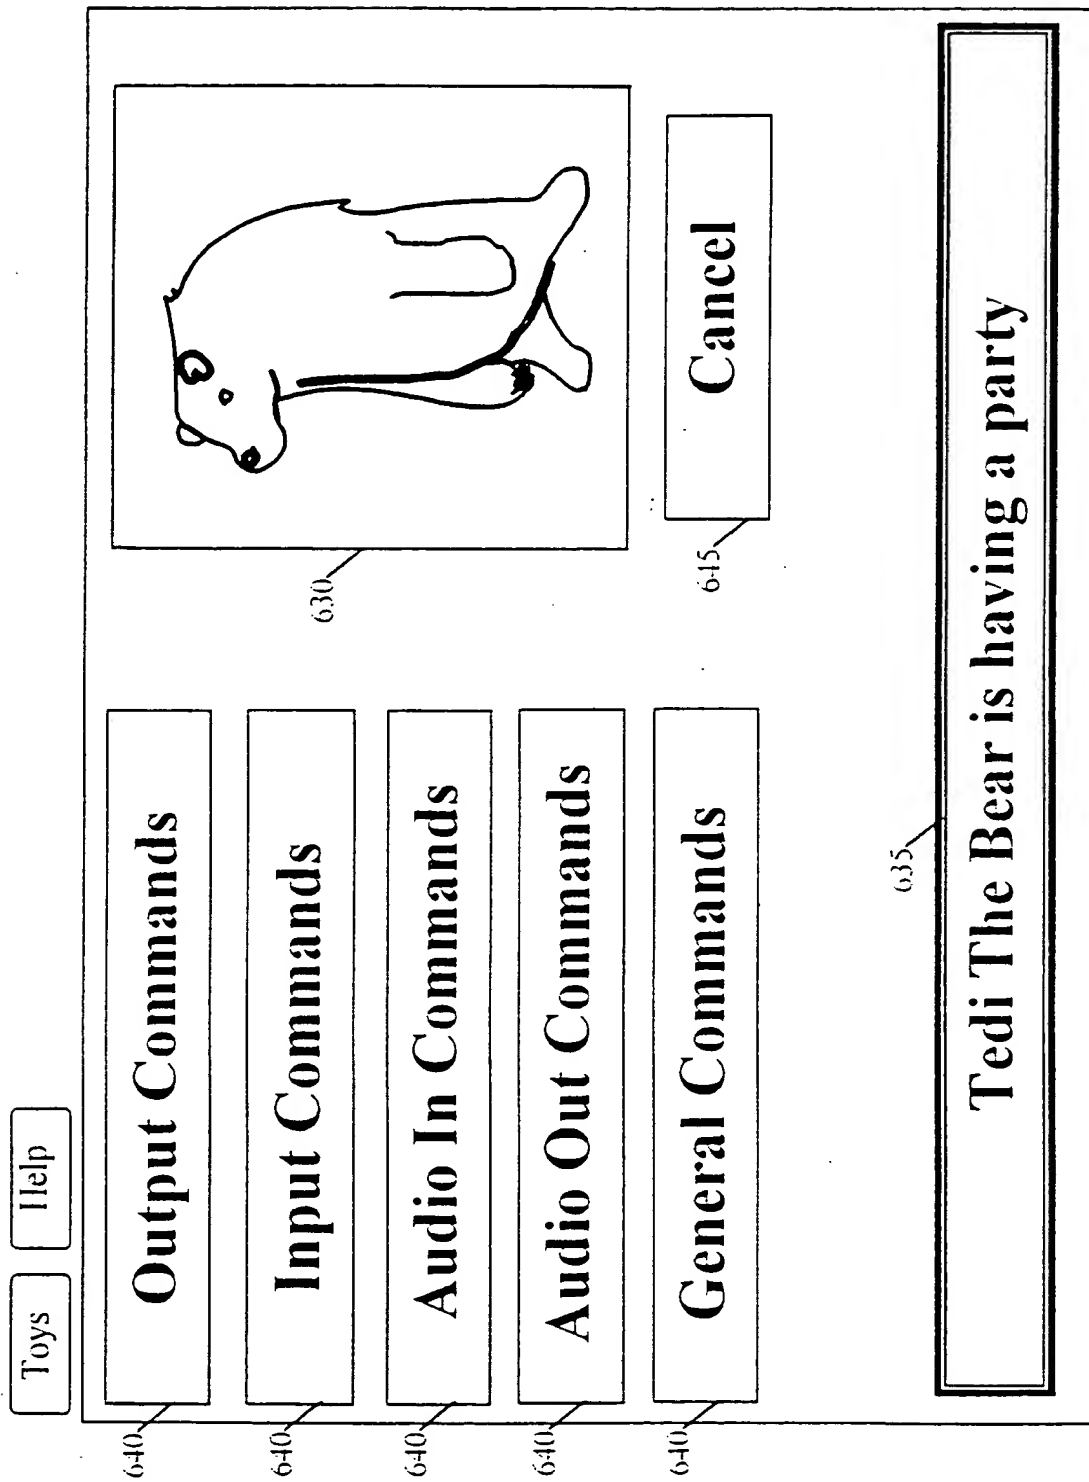 Toys
Help
640
Output Commands
640
Input Commands
640
Audio In Commands
640
Audio Out Commands
640
General Commands
630
645
Cancel
635
Tedi The Bear is having a party